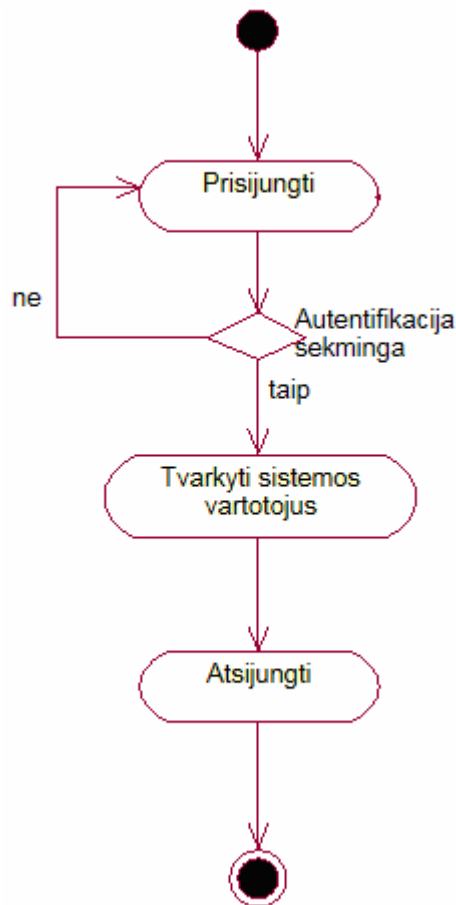 Prisijungti
ne
Autentifikacija
sekminga
taip
Tvarkyti sistemos
vartotojus
Atsijungti